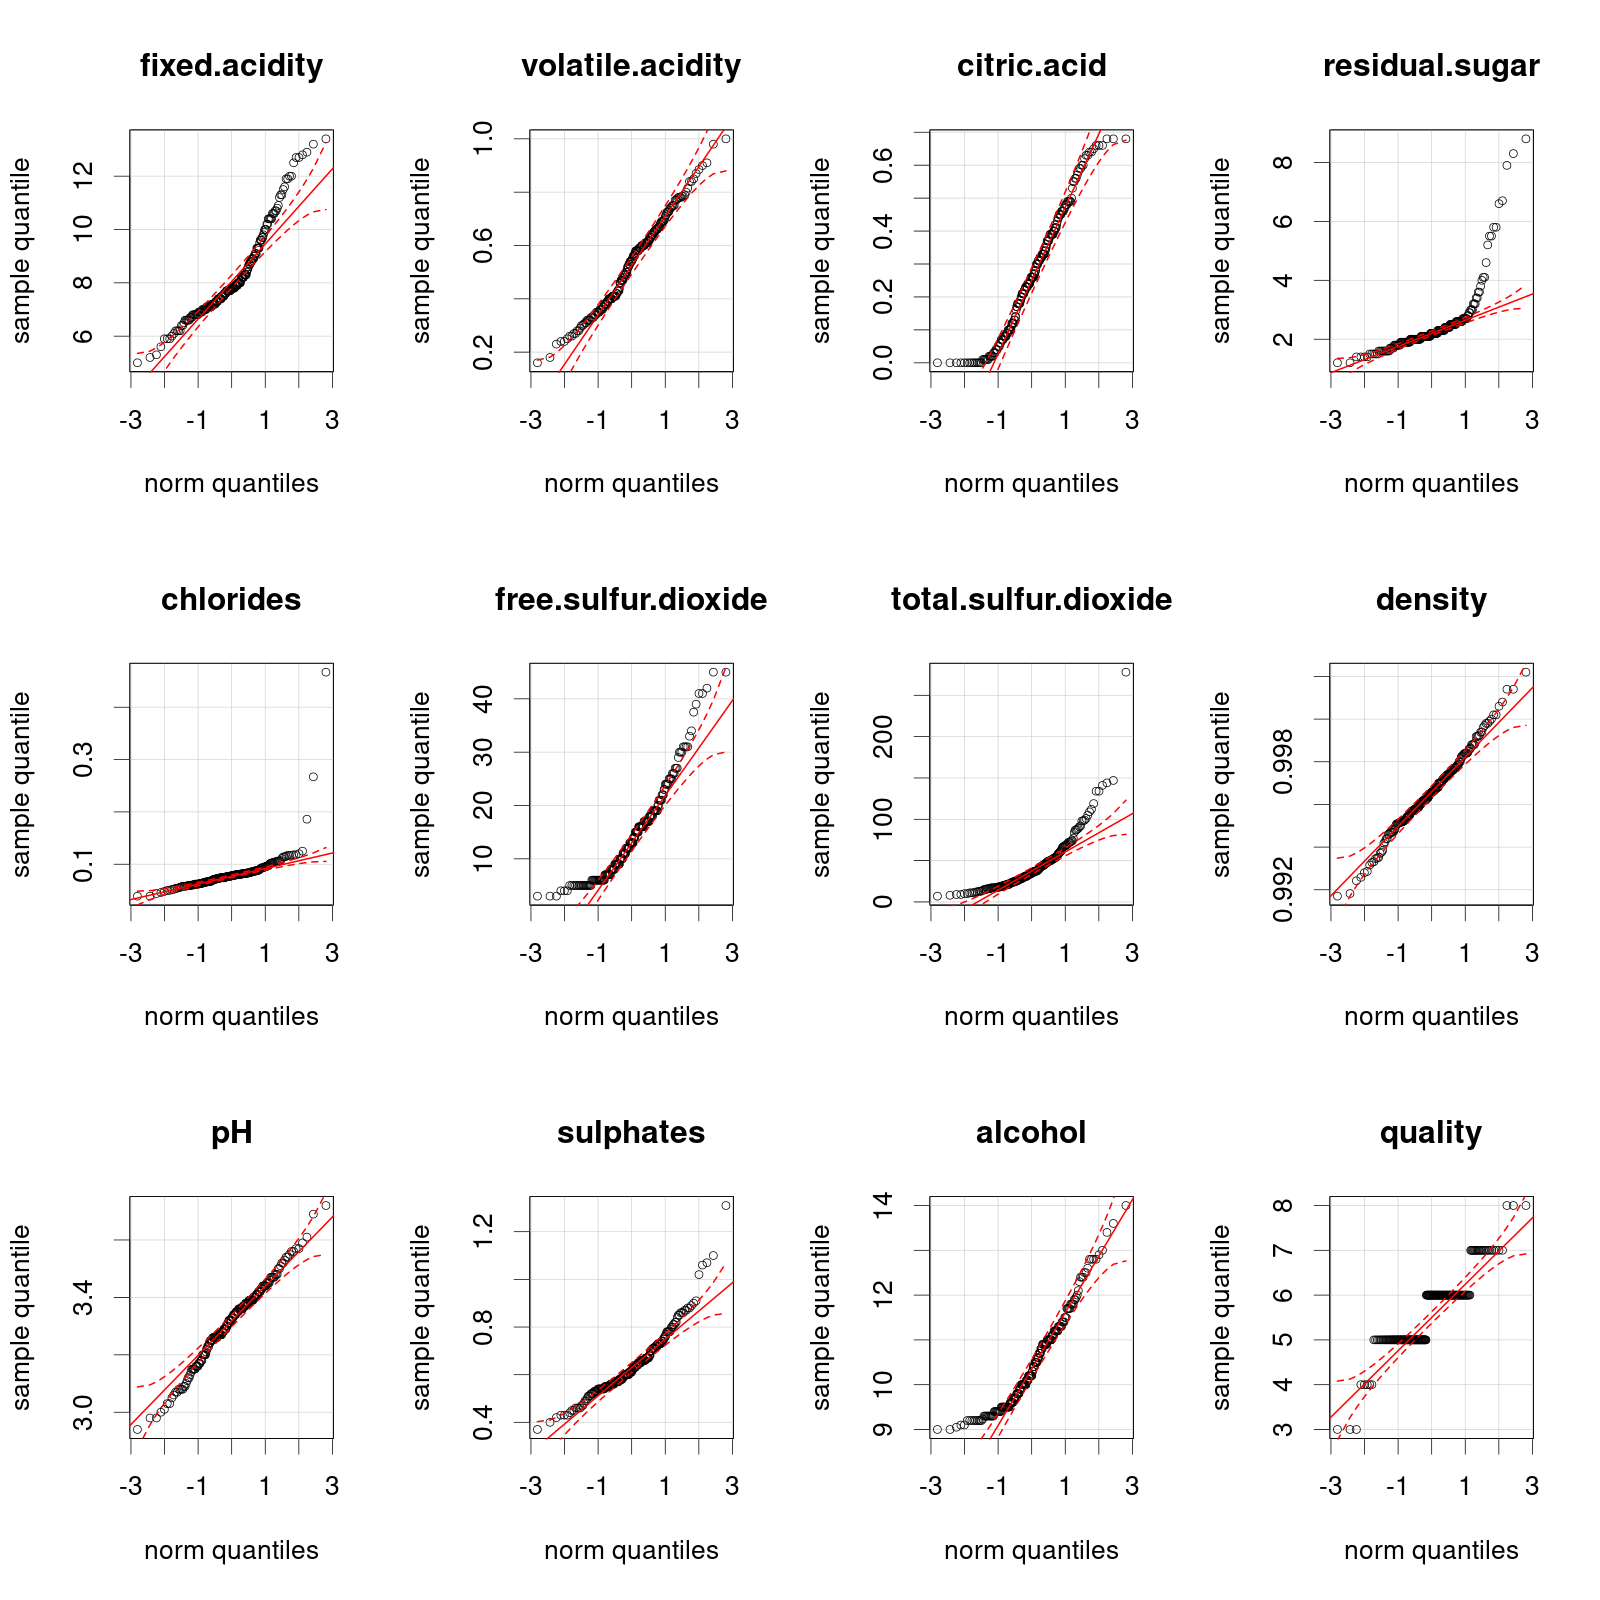 fixed.acidity
sample quantile
12
10
8
6
-3 -1 1 3
norm quantiles
volatile.acidity
sample quantile
1.0
0.6
0.2
-3 -1 1 3
norm quantiles
citric.acid
sample quantile
0.6
0.4
0.2
0.0
-3 -1 1 3
norm quantiles
residual.sugar
sample quantile
8
6
4
2
-3 -1 1 3
norm quantiles
chlorides
sample quantile
0.3
0.1
-3 -1 1 3
norm quantiles
free.sulfur.dioxide
sample quantile
40
30
20
10
-3 -1 1 3
norm quantiles
total.sulfur.dioxide
sample quantile
200
100
0
-3 -1 1 3
norm quantiles
density
sample quantile
0.998
0.992
-3 -1 1 3
norm quantiles
pH
sample quantile
3.4
3.0
-3 -1 1 3
norm quantiles
sulphates
sample quantile
1.2
0.8
0.4
-3 -1 1 3
norm quantiles
alcohol
sample quantile
14
12
10
9
-3 -1 1 3
norm quantiles
quality
sample quantile
8
7
6
5
4
3
-3 -1 1 3
norm quantiles